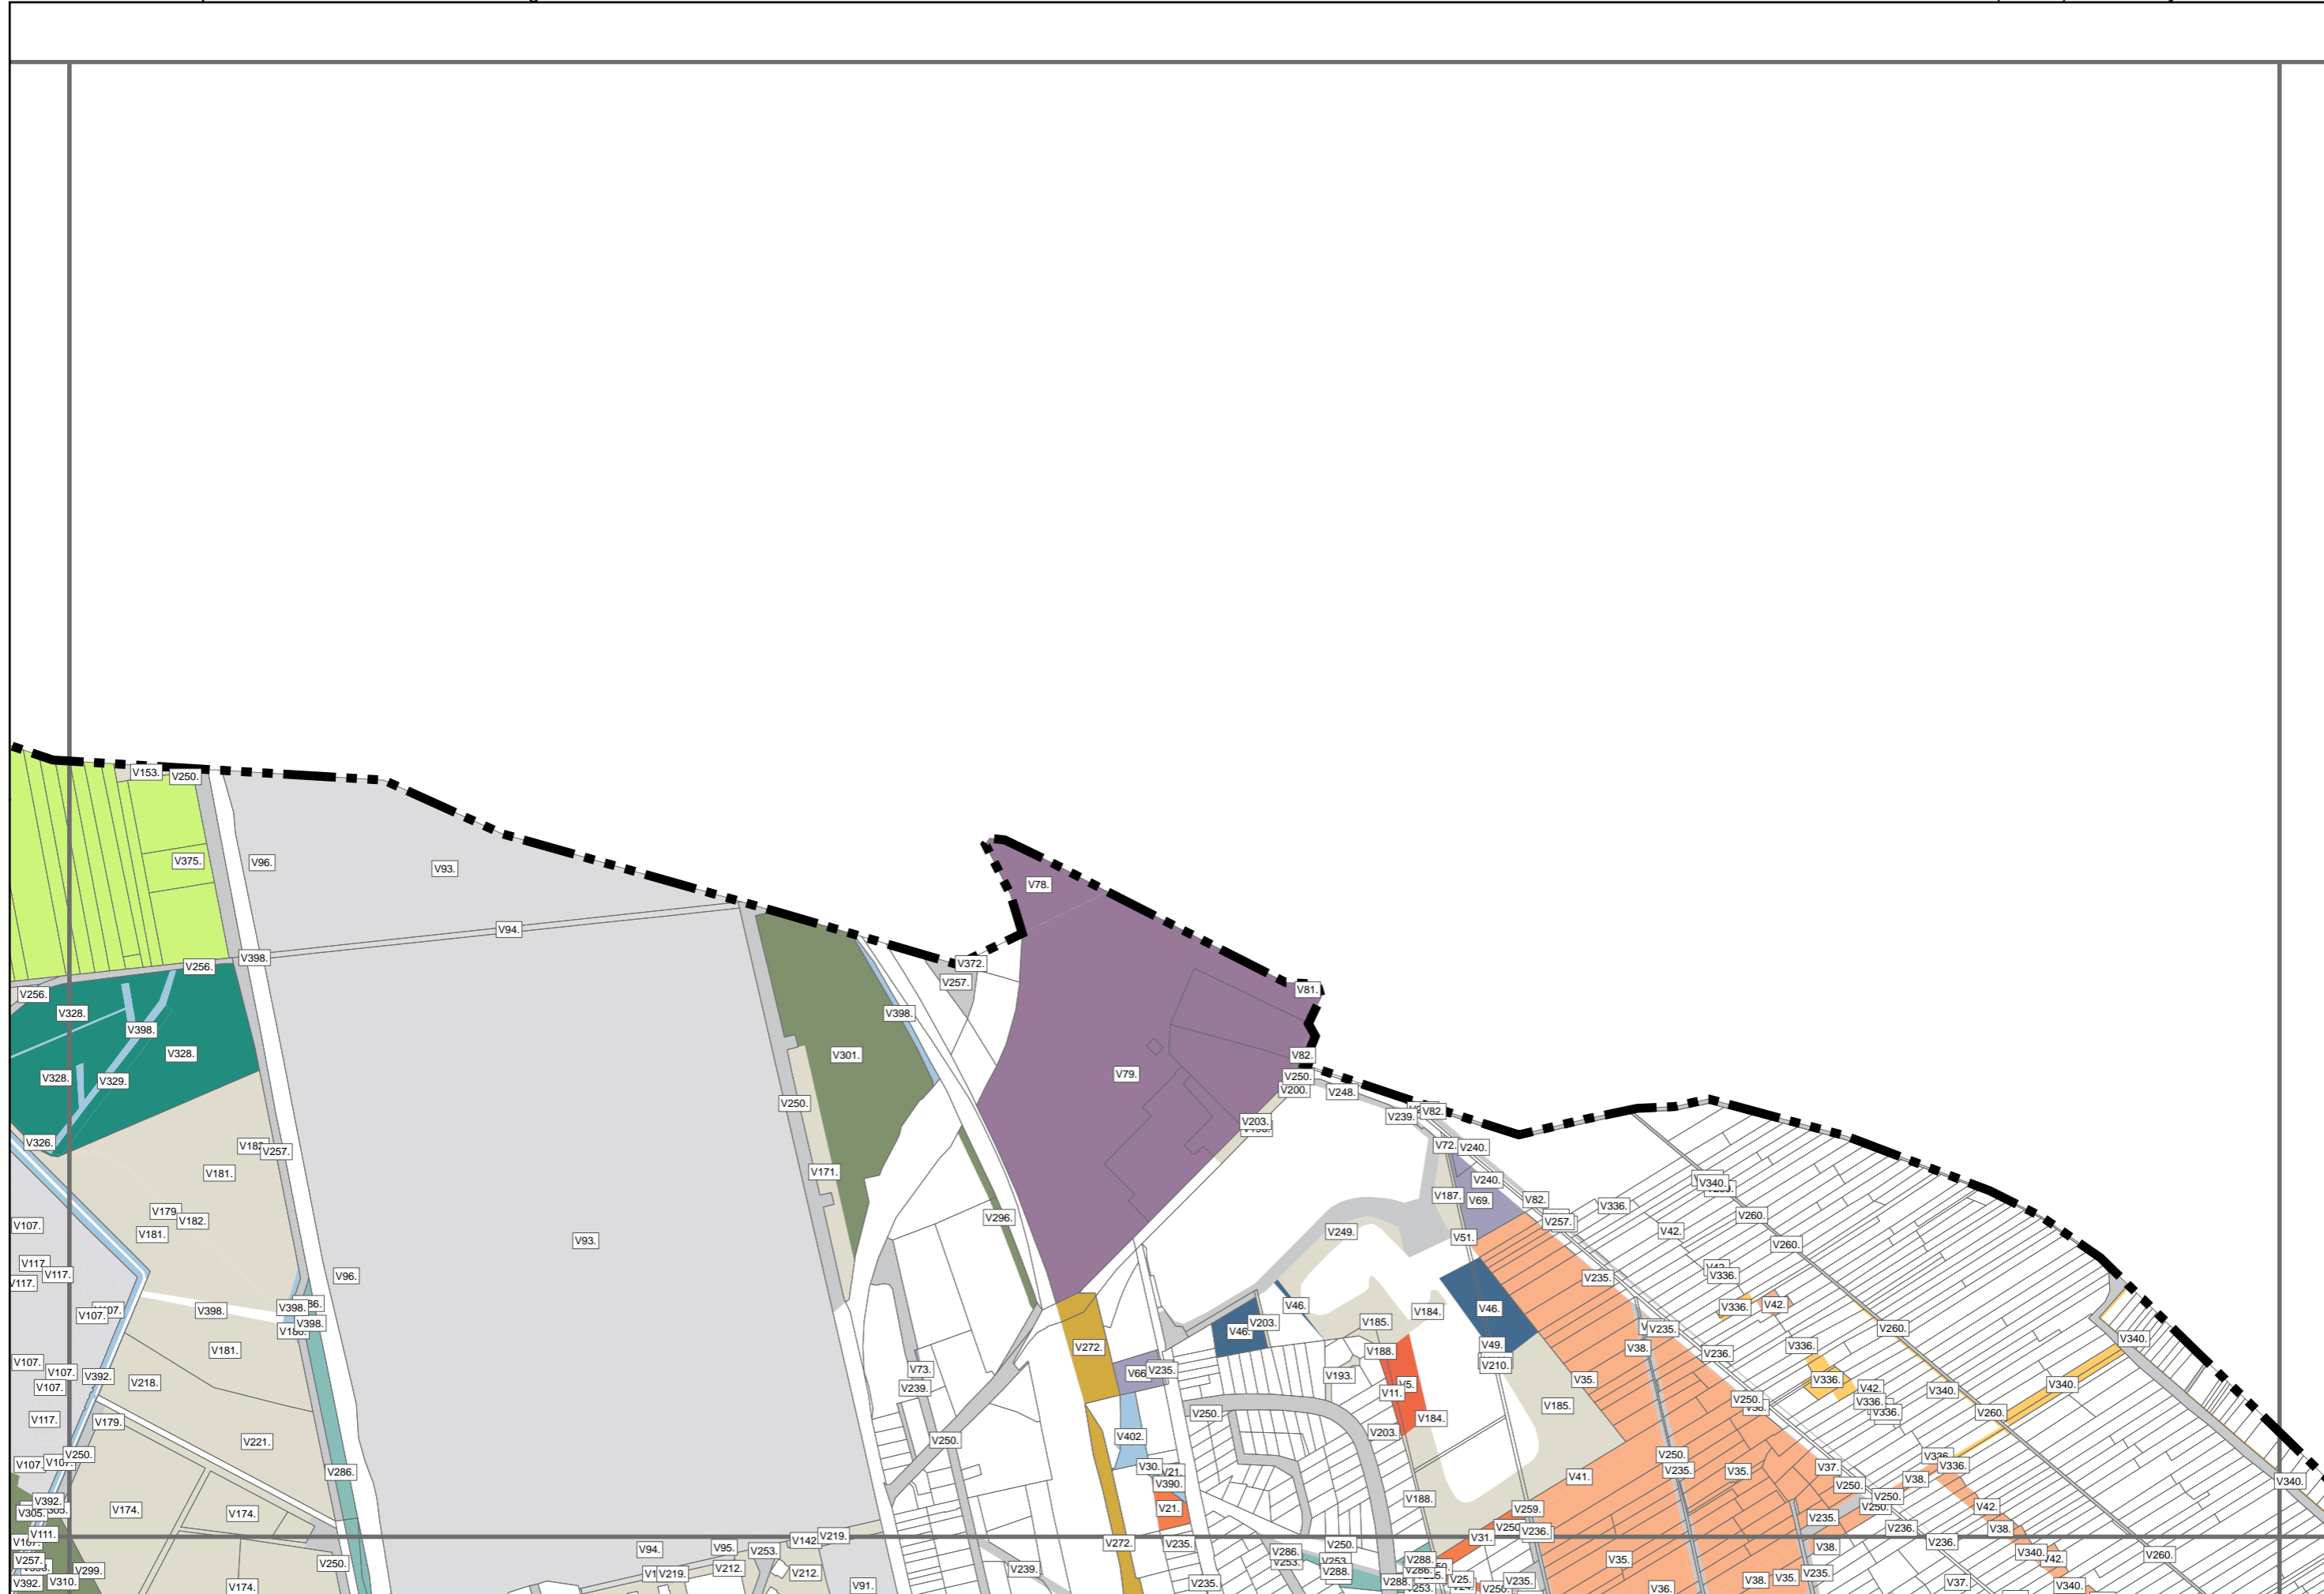 V153.
V250.
V375.
V96.
V93.
V78.
V94.
V398.
V256.
V372.
V257.
V81.
V256.
V328.
V398.
V398.
V328.
V301.
V82.
V328.
V329.
V79.
V250.
V200.
V248.
V250.
V239.
V82.
V326.
V203.
V257.
V72.
V240.
V181.
V171.
V240.
V340.
V187.
V69.
V82.
V336.
V179.
V182.
V296.
V260.
V107.
V181.
V93.
V249.
V51.
V257.
V42.
V260.
V117.
V117.
V96.
V235.
V336.
V107.
V398.
V398.
V46.
V184.
V46.
V336.
V42.
V398.
V46.
V203.
V185.
V235.
V260.
V181.
V272.
V188.
V49.
V38.
V236.
V336.
V340.
V107.
V107.
V392.
V73.
V66.
V235.
V193.
V210.
V107.
V218.
V239.
V11.
V35.
V336.
V42.
V340.
V340.
V117.
V179.
V250.
V184.
V185.
V250.
V336.
V336.
V260.
V221.
V250.
V402.
V203.
V250.
V107.
V250.
V286.
V30.
V21.
V41.
V250.
V235.
V35.
V37.
V336.
V390.
V250.
V38.
V340.
V392.
V174.
V174.
V21.
V188.
V259.
V250.
V42.
V305.
V235.
V38.
V111.
V142.
V219.
V31.
V236.
V236.
V94.
V95.
V253.
V272.
V235.
V286.
V250.
V38.
V236.
V340.
V257.
V250.
V212.
V239.
V253.
V288.
V35.
V260.
V299.
V219.
V212.
V288.
V286.
V392.
V310.
V174.
V91.
V235.
V288.
V25.
V235.
V36.
V38.
V35.
V235.
V37.
V340.